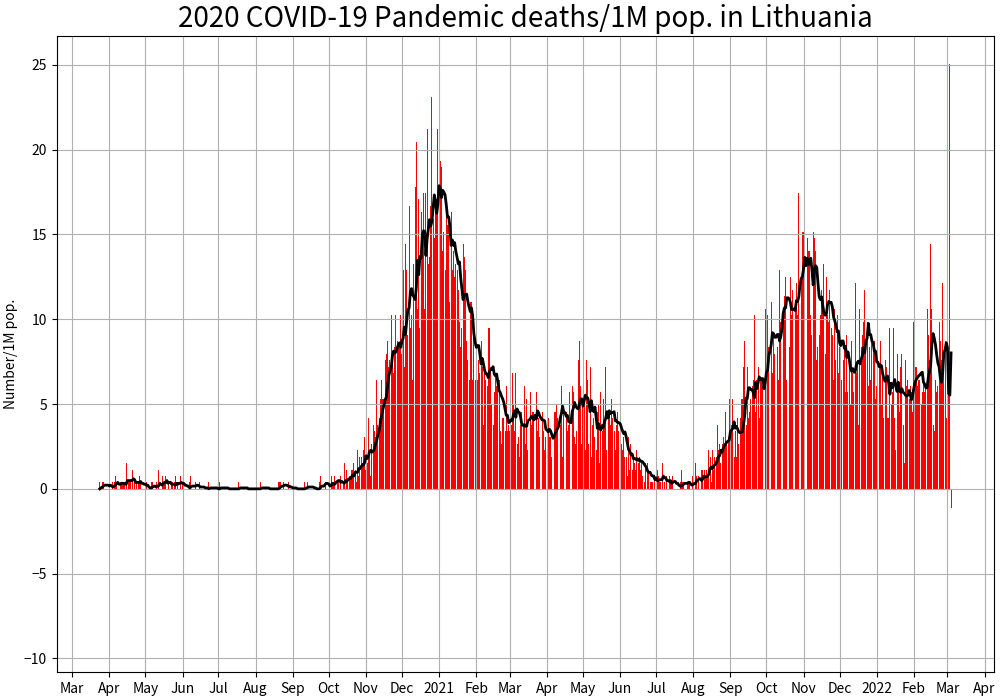 2020 COVID-19 Pandemic deaths/1M pop. in Lithuania
Number/1M pop.
25
20
15
10
5
0
−5
−10
Mar Apr May Jun Jul Aug Sep Oct Nov Dec 2021 Feb Mar Apr May Jun Jul Aug Sep Oct Nov Dec 2022 Feb Mar Apr